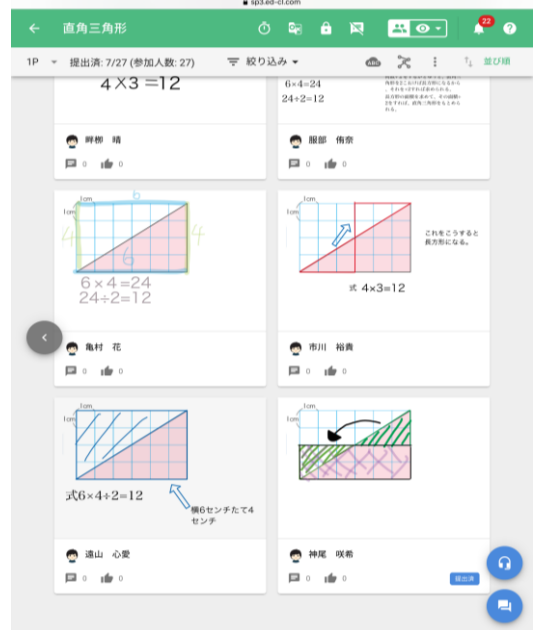 sp3.ed-cl.com
直角三角形
22
1P 提出済: 7/27 (参加人数: 27) 絞り込み 並び順
4×3=12
6×4=24
24÷2=12
畔栁 晴
0 0
服部 侑奈
0 0
1cm
6
1cm
4
4
6
6×4=24
24÷2=12
亀村 花
0 0
1cm
1cm
これをこうすると
長方形になる。
式 4×3=12
市川 裕貴
0 0
1cm
1cm
式6×4÷2=12
横6センチたて4
センチ
遠山 心愛
0 0
1cm
1cm
神尾 咲希
0 0
提出済